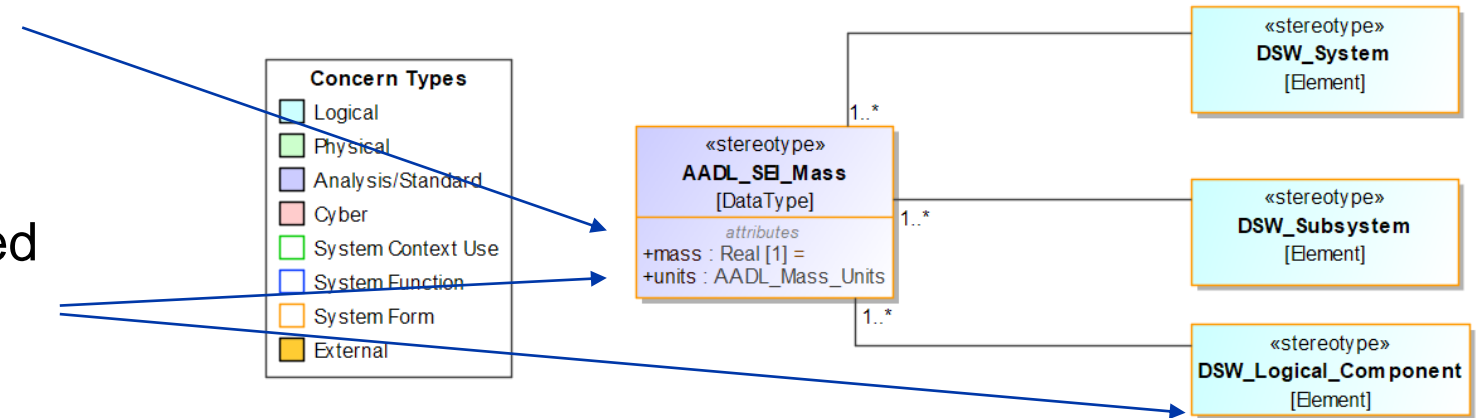 ed
Concern Types
Logical
Physical
Analysis/Standard
Cyber
System Context Use
System Function
System Form
External
«stereotype»
AADL_SEI_Mass
[DataType]
attributes
+mass : Real [1] =
+units : AADL_Mass_Units
1..*
1..*
1..*
«stereotype»
DSW_System
[Element]
«stereotype»
DSW_Subsystem
[Element]
«stereotype»
DSW_Logical_Component
[Element]